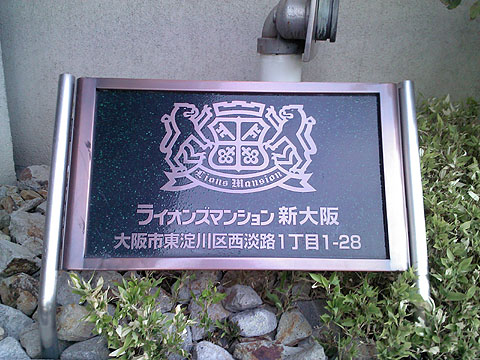 Lions Mansion
ライオンズマンション 新大阪
大阪市東淀川区西淡路1丁目1-28